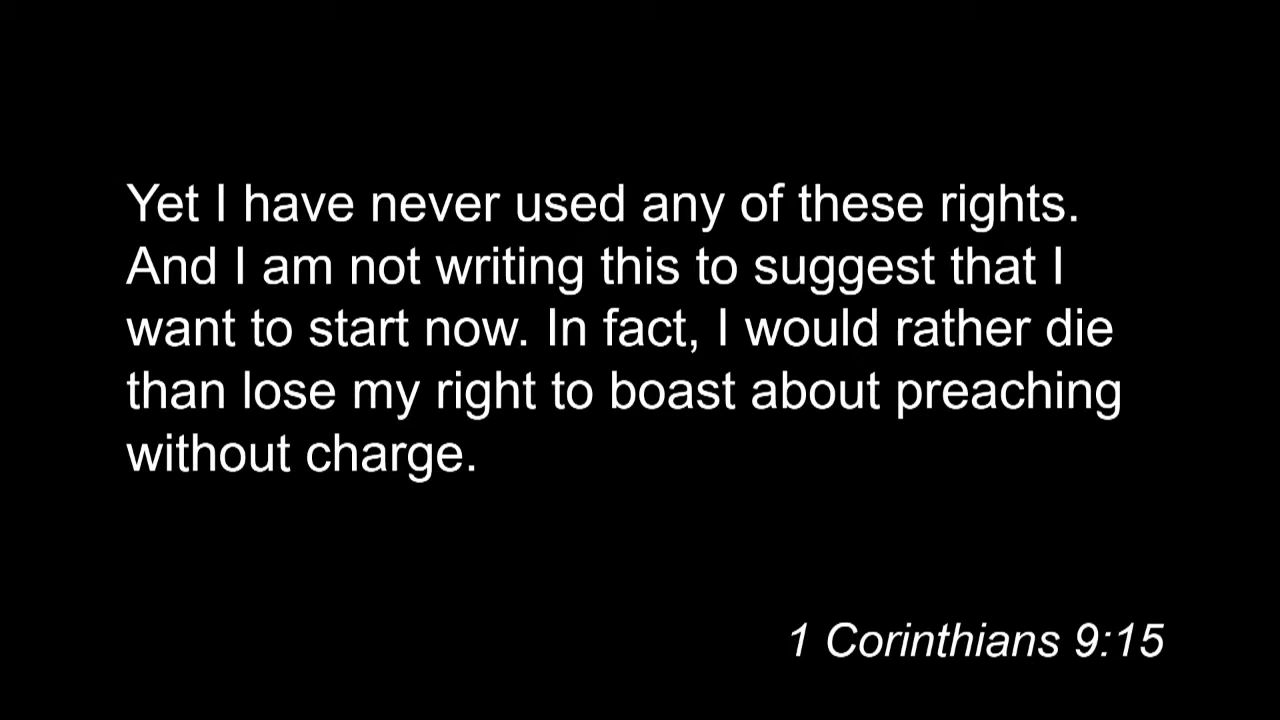 Yet I have never used any of these rights.
And I am not writing this to suggest that I
want to start now. In fact, I would rather die
than lose my right to boast about preaching
without charge.
1 Corinthians 9:15